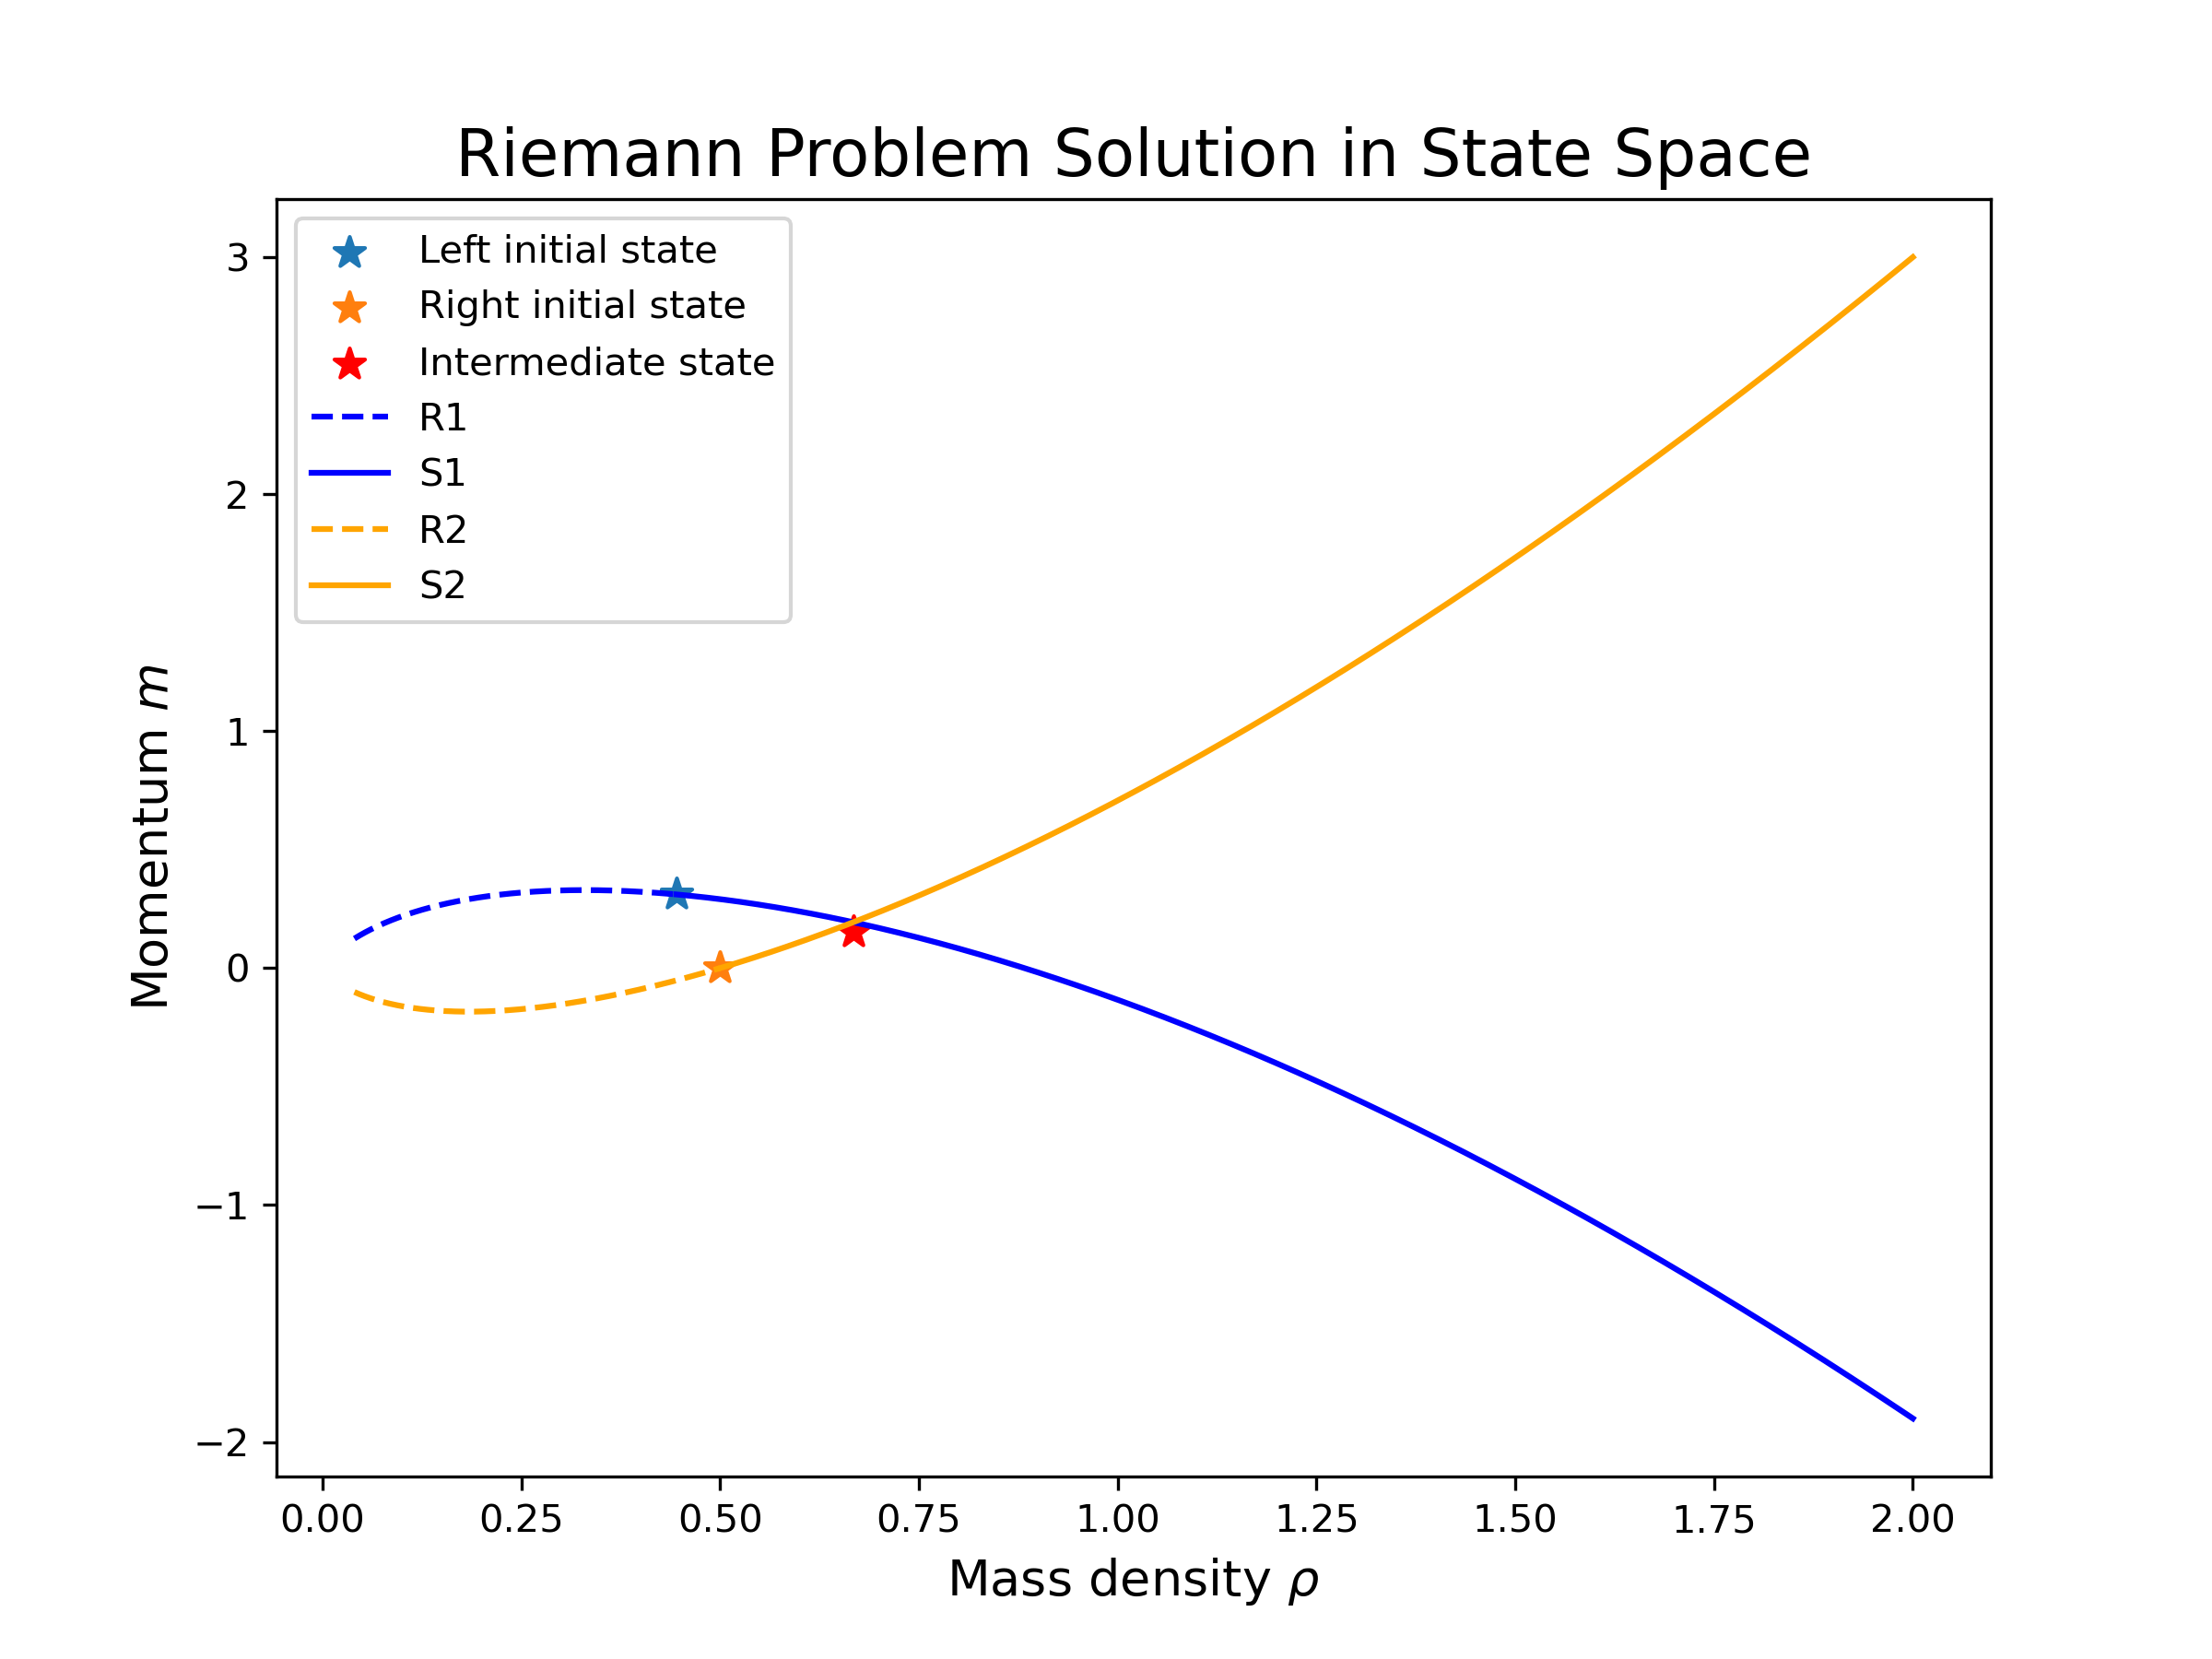 Riemann Problem Solution in State Space
Left initial state
Right initial state
Intermediate state
R1
S1
R2
S2
Momentum m
3
2
1
0
−1
−2
0.00 0.25 0.50 0.75 1.00 1.25 1.50 1.75 2.00
Mass density ρ